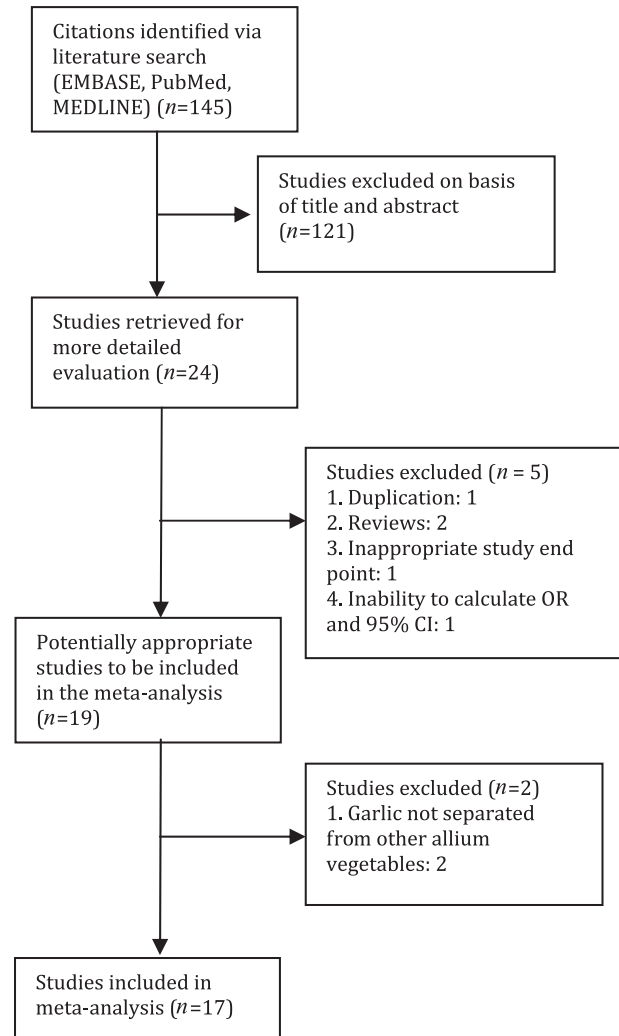 Citations identified via
literature search
(EMBASE, PubMed,
MEDLINE) (n=145)
Studies excluded on basis
of title and abstract
(n=121)
Studies retrieved for
more detailed
evaluation (n=24)
Studies excluded (n = 5)
1. Duplication: 1
2. Reviews: 2
3. Inappropriate study end
point: 1
4. Inability to calculate OR
and 95% CI: 1
Potentially appropriate
studies to be included
in the meta-analysis
(n=19)
Studies excluded (n=2)
1. Garlic not separated
from other allium
vegetables: 2
Studies included in
meta-analysis (n=17)